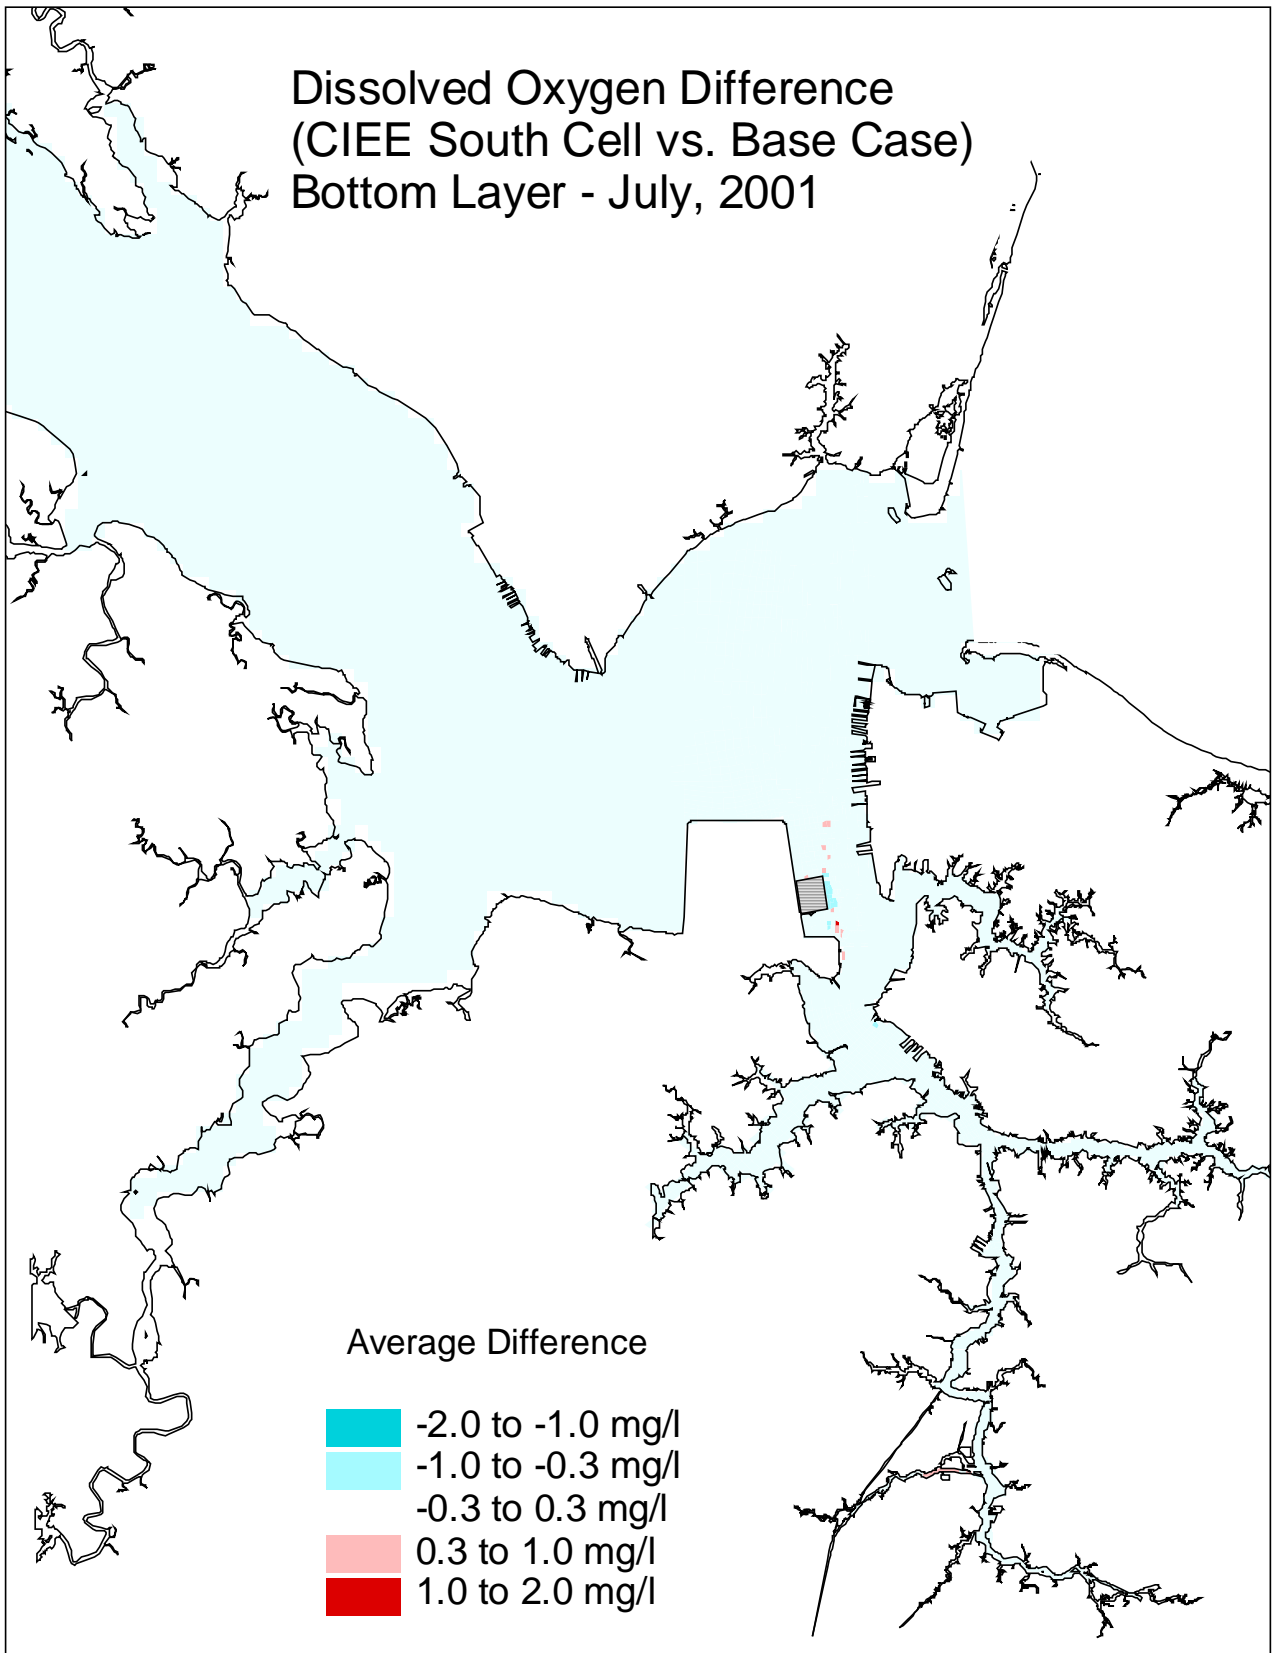 Dissolved Oxygen Difference
(CIEE South Cell vs. Base Case)
Bottom Layer - July, 2001
Average Difference
-2.0 to -1.0 mg/l
-1.0 to -0.3 mg/l
-0.3 to 0.3 mg/l
0.3 to 1.0 mg/l
1.0 to 2.0 mg/l